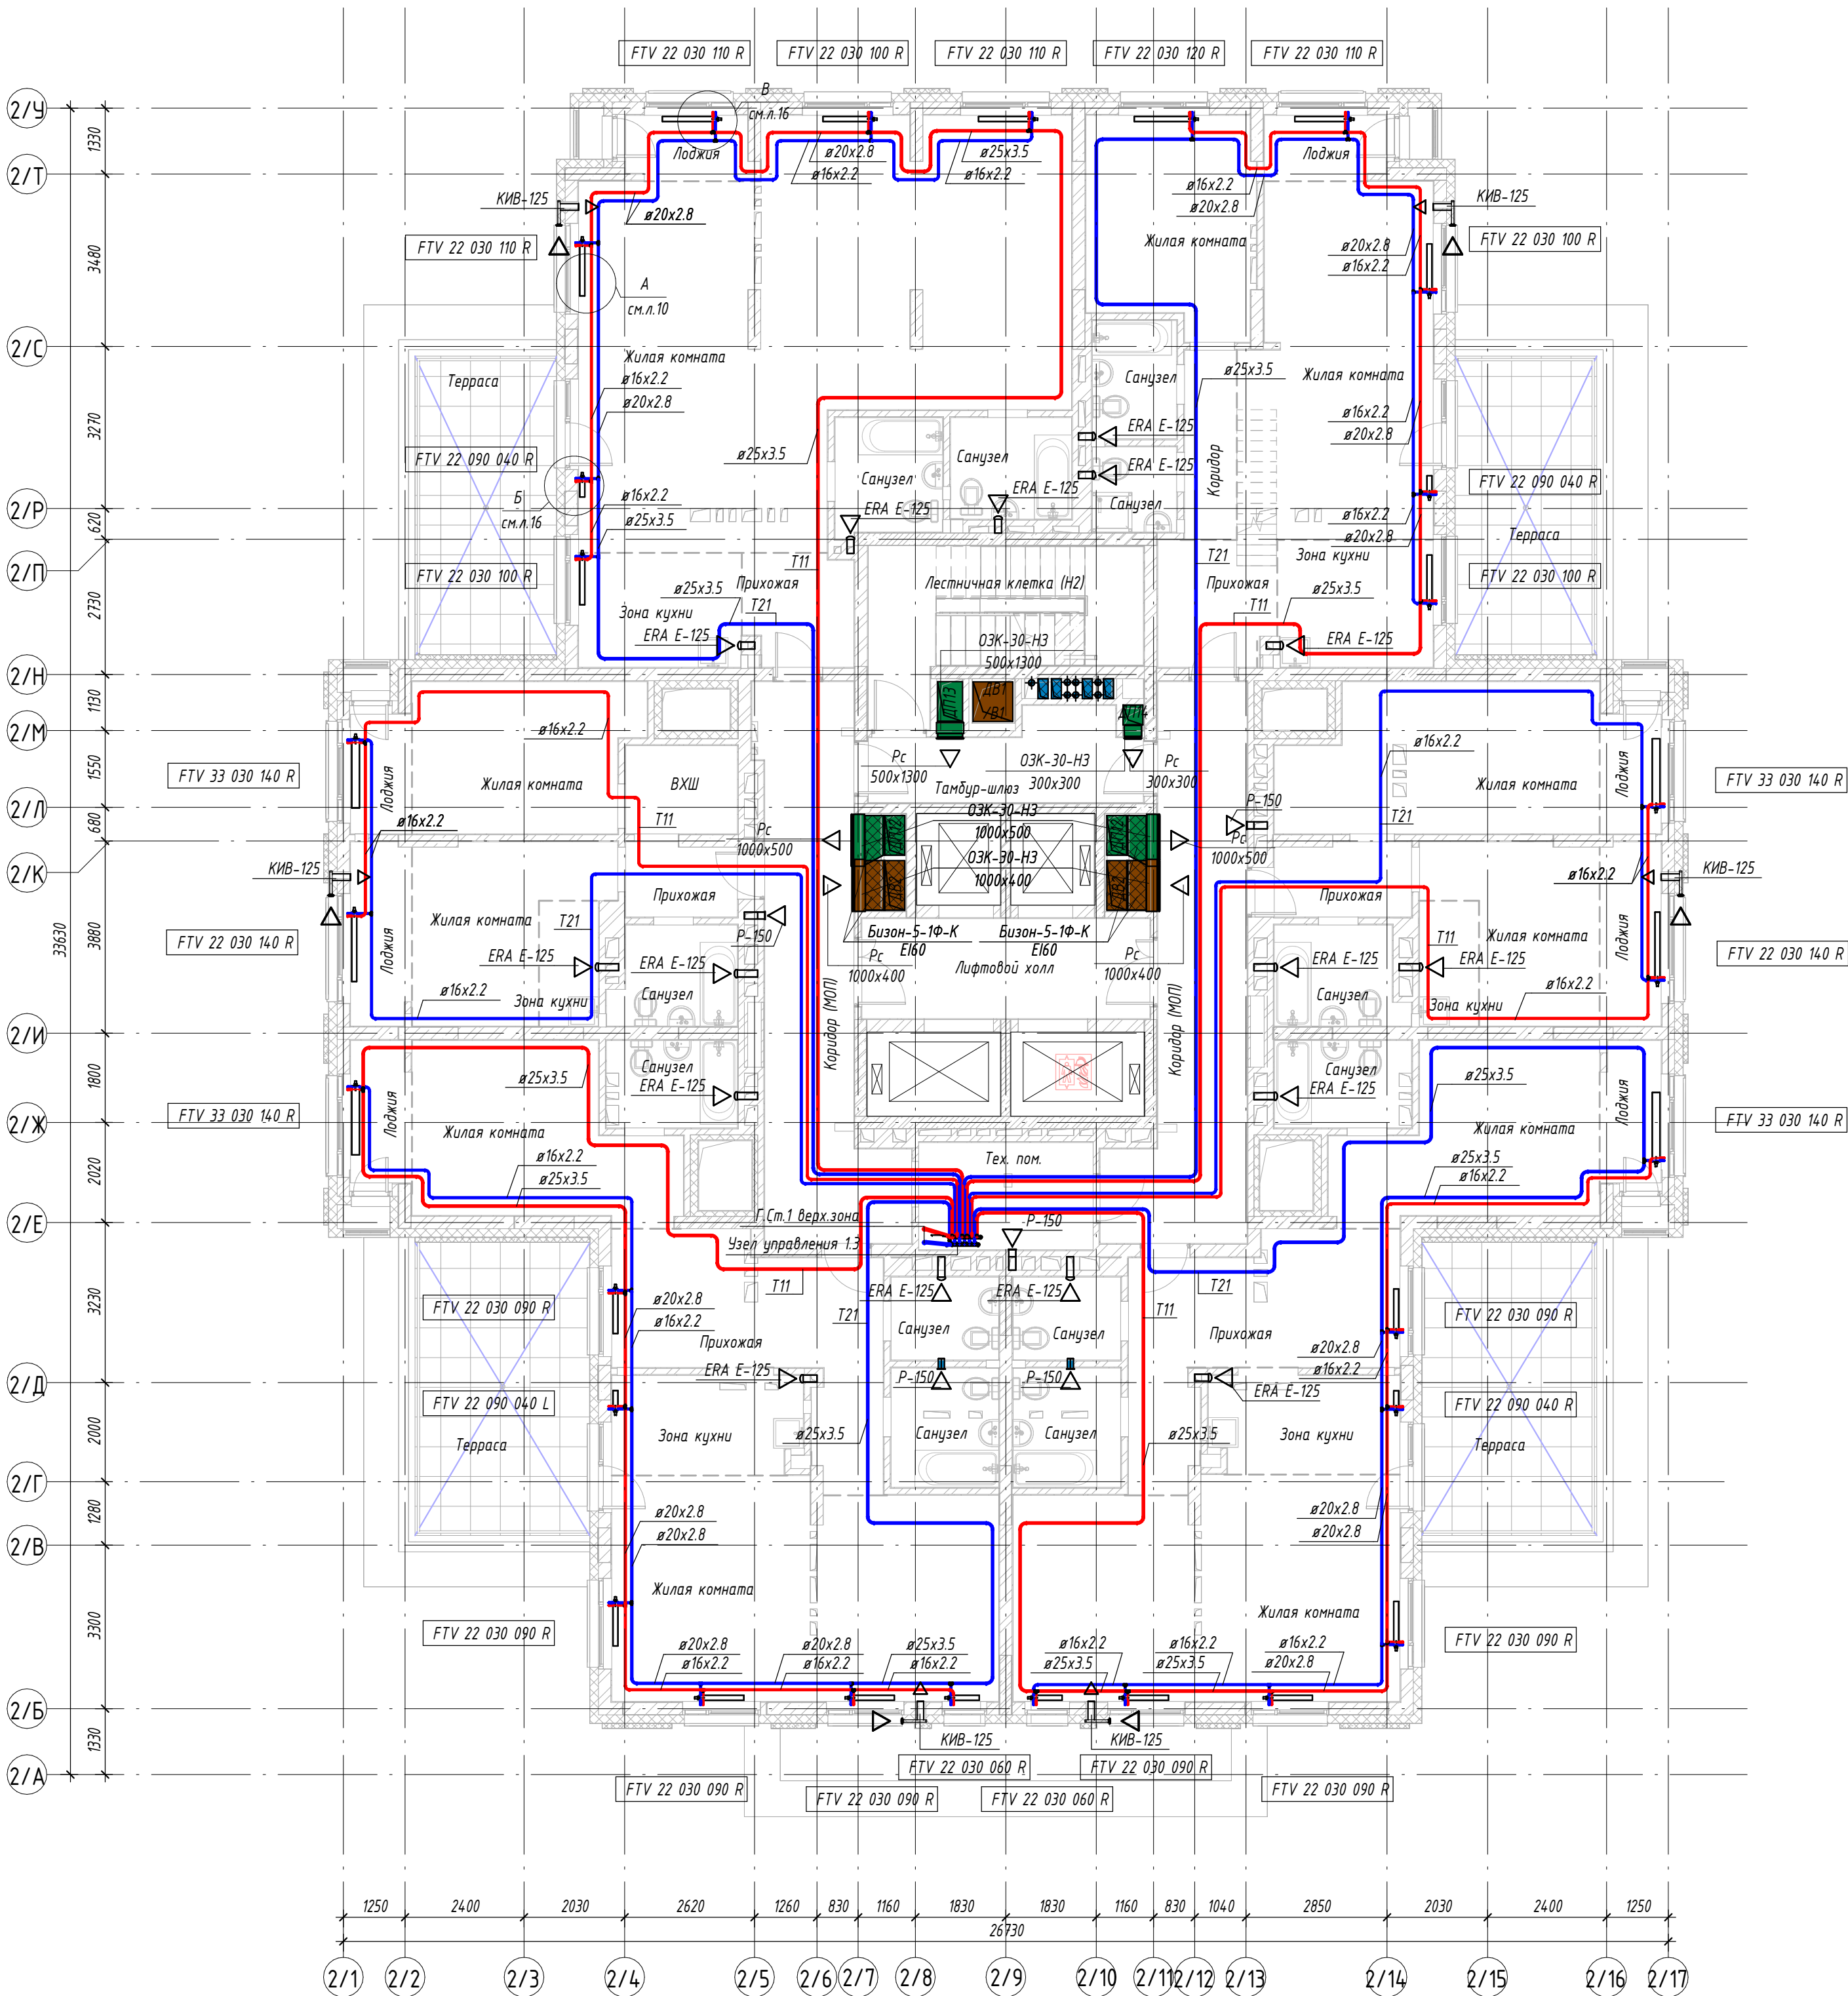 FTV 22 030 110 R
FTV 22 030 100 R
FTV 22 030 110 R
FTV 22 030 120 R
FTV 22 030 110 R
2/У
В
см.л.16
1330
Лоджия
ø20x2.8
ø16x2.2
ø25x3.5
ø16x2.2
Лоджия
2/Т
КИВ-125
ø20x2.8
ø16x2.2
ø20x2.8
КИВ-125
FTV 22 030 110 R
3480
Жилая комната
ø20x2.8
ø16x2.2
FTV 22 030 100 R
А
см.л.10
2/С
Жилая комната
Терраса
ø16x2.2
ø20x2.8
Санузел
ø25x3.5
Жилая комната
3270
ø16x2.2
ø20x2.8
ERA E-125
ø25x3.5
FTV 22 090 040 R
Санузел
Санузел
ERA E-125
Коридор
FTV 22 090 040 R
Б
см.л.16
ø16x2.2
ø25x3.5
ERA E-125
ERA E-125
Санузел
ø16x2.2
ø20x2.8
2/Р
620
Терраса
2/П
T11
T21
Зона кухни
FTV 22 030 100 R
Прихожая
Лестничная клетка (Н2)
Прихожая
FTV 22 030 100 R
2730
ø25x3.5
T21
Зона кухни
T11
ø25x3.5
ERA E-125
ОЗК-30-НЗ
500x1300
ERA E-125
2/Н
1130
ДП13
ДВ1
/В1
ДП14
2/М
ø16x2.2
ø16x2.2
1550
Рс
500x1300
ОЗК-30-НЗ
300x300
Рс
300x300
FTV 33 030 140 R
Лоджия
Жилая комната
ВХШ
Тамбур-шлюз
Жилая комната
Лоджия
FTV 33 030 140 R
2/Л
680
ø16x2.2
T11
Рс
1000x500
ОЗК-30-НЗ
1000x500
Р-150
T21
Рс
1000x500
2/К
КИВ-125
ДП12
ОЗК-30-НЗ
1000x400
ДП12
ДВ2
ДВ2
ø16x2.2
КИВ-125
Прихожая
Прихожая
3880
33630
Жилая комната
T21
FTV 22 030 140 R
Лоджия
Р-150
Бизон-5-1Ф-К
EI60
Бизон-5-1Ф-К
EI60
T11
Жилая комната
Лоджия
FTV 22 030 140 R
ERA E-125
ERA E-125
Рс
1000x400
Лифтовой холл
Рс
1000x400
ERA E-125
ERA E-125
ø16x2.2
Зона кухни
Санузел
Санузел
Зона кухни
ø16x2.2
2/И
Коридор (МОП)
Коридор (МОП)
1800
ø25x3.5
Санузел
ERA E-125
Санузел
ERA E-125
ø25x3.5
FTV 33 030 140 R
Лоджия
Лоджия
FTV 33 030 140 R
2/Ж
Жилая комната
Жилая комната
2020
ø16x2.2
ø25x3.5
Тех. пом.
ø25x3.5
ø16x2.2
2/Е
Г.Ст.1 верх.зона
Узел управления 1.3
Р-150
T11
T21
3230
FTV 22 030 090 R
ø20x2.8
ø16x2.2
ERA E-125
ERA E-125
T21
T11
FTV 22 030 090 R
Прихожая
Санузел
Санузел
Прихожая
ø20x2.8
ø16x2.2
2/Д
ERA E-125
Р-150
Р-150
ERA E-125
FTV 22 090 040 L
FTV 22 090 040 R
2000
Терраса
Зона кухни
ø25x3.5
Санузел
Санузел
ø25x3.5
Зона кухни
Терраса
2/Г
1280
ø20x2.8
ø20x2.8
ø20x2.8
ø20x2.8
2/В
Жилая комната
3300
Жилая комната
FTV 22 030 090 R
ø20x2.8
ø16x2.2
ø20x2.8
ø16x2.2
ø25x3.5
ø16x2.2
ø16x2.2
ø25x3.5
ø16x2.2
ø25x3.5
ø16x2.2
ø20x2.8
FTV 22 030 090 R
2/Б
1330
КИВ-125
КИВ-125
2/А
FTV 22 030 060 R
FTV 22 030 090 R
FTV 22 030 090 R
FTV 22 030 090 R
FTV 22 030 060 R
FTV 22 030 090 R
1250
2400
2030
2620
1260
830
1160
1830
1830
1160
830
1040
2850
2030
2400
1250
26730
2/1
2/2
2/3
2/4
2/5
2/6
2/7
2/8
2/9
2/10
2/11
2/12
2/13
2/14
2/15
2/16
2/17